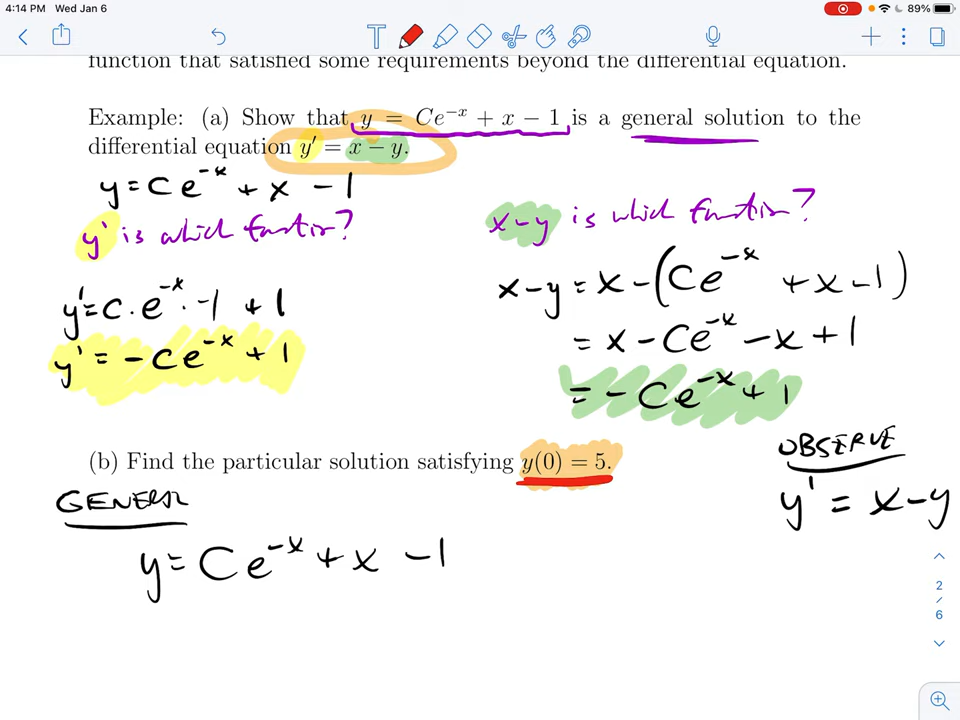 4:14 PM Wed Jan 6 89%
function that satisfied some requirements beyond the differential equation.
Example: (a) Show that y = Ce⁻ˣ + x − 1 is a general solution to the
differential equation y′ = x − y.
y = Ce⁻ˣ + x − 1
y' is which function?
y' = C · e⁻ˣ · −1 + 1
y' = −Ce⁻ˣ + 1
x−y is which function?
x−y = x − (Ce⁻ˣ + x − 1)
= x − Ce⁻ˣ − x + 1
= −Ce⁻ˣ + 1
OBSERVE
y' = x−y
(b) Find the particular solution satisfying y(0) = 5.
GENERAL
y = Ce⁻ˣ + x − 1
2
/
6